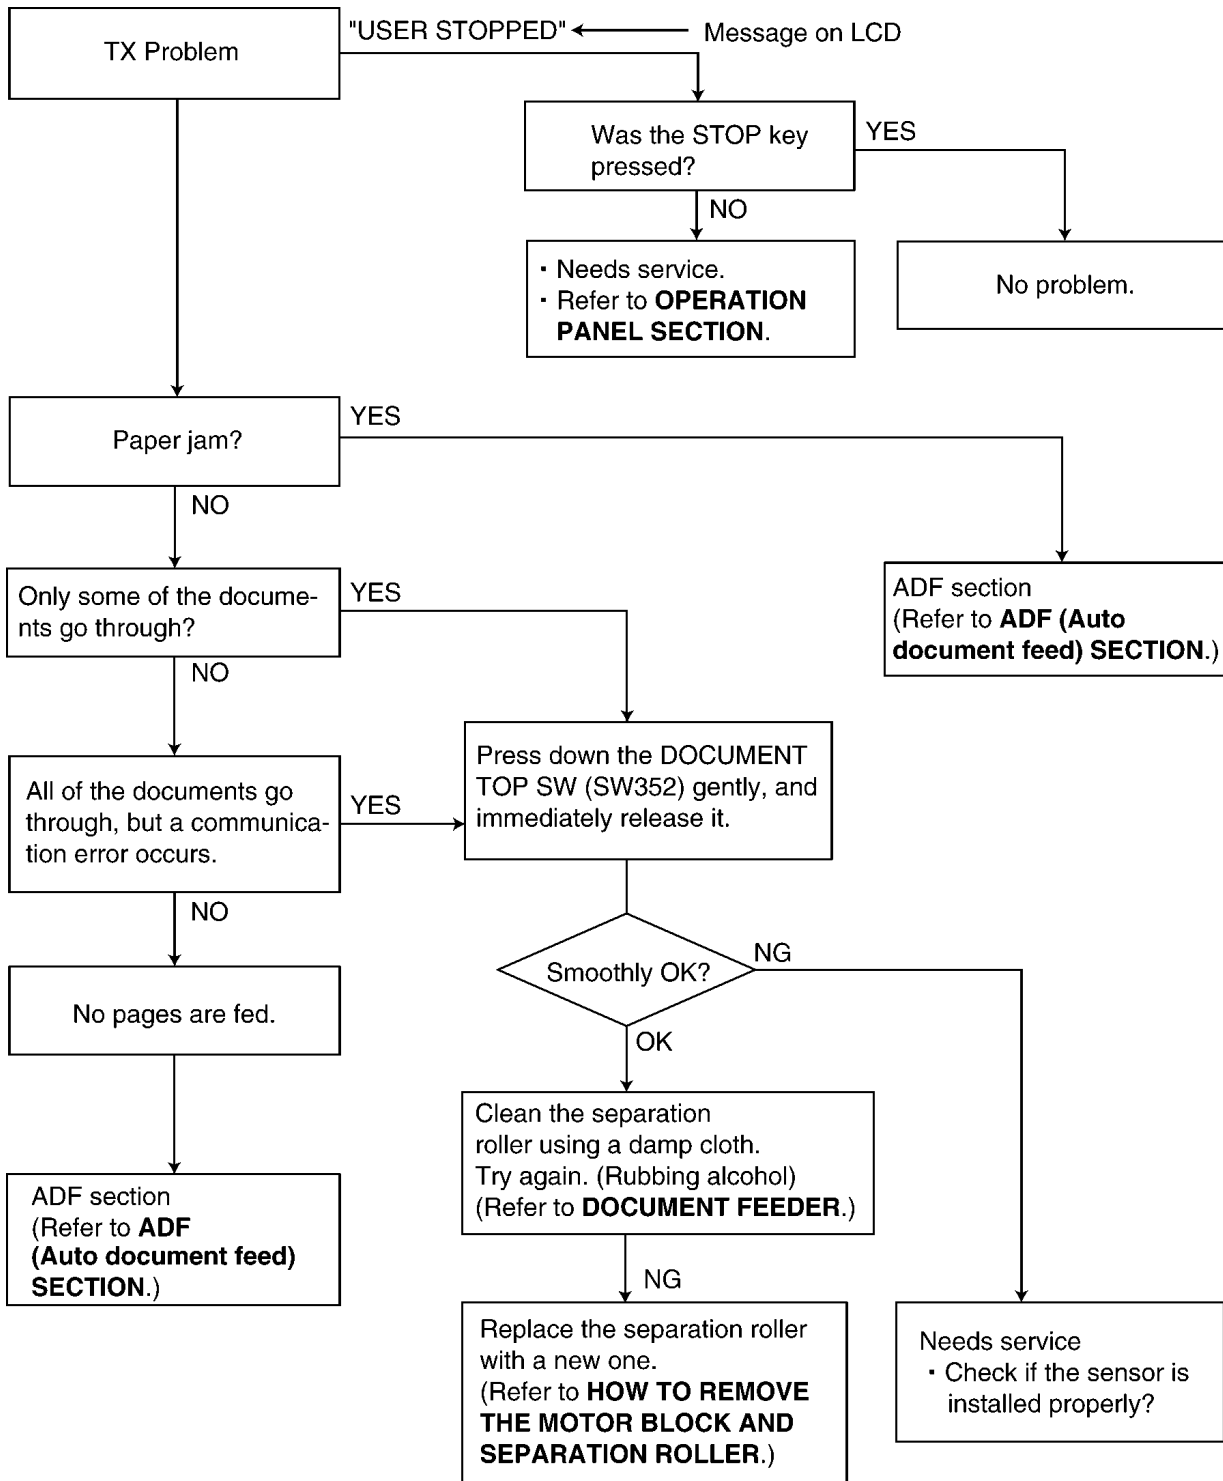 TX Problem
"USER STOPPED"
Message on LCD
Was the STOP key
pressed?
YES
NO
・Needs service.
・Refer to OPERATION
PANEL SECTION.
No problem.
Paper jam?
YES
NO
Only some of the docume-
nts go through?
YES
ADF section
(Refer to ADF (Auto
document feed) SECTION.)
NO
All of the documents go
through, but a communica-
tion error occurs.
YES
Press down the DOCUMENT
TOP SW (SW352) gently, and
immediately release it.
NO
Smoothly OK?
NG
No pages are fed.
OK
Clean the separation
roller using a damp cloth.
Try again. (Rubbing alcohol)
(Refer to DOCUMENT FEEDER.)
ADF section
(Refer to ADF
(Auto document feed)
SECTION.)
NG
Replace the separation roller
with a new one.
(Refer to HOW TO REMOVE
THE MOTOR BLOCK AND
SEPARATION ROLLER.)
Needs service
・Check if the sensor is
installed properly?